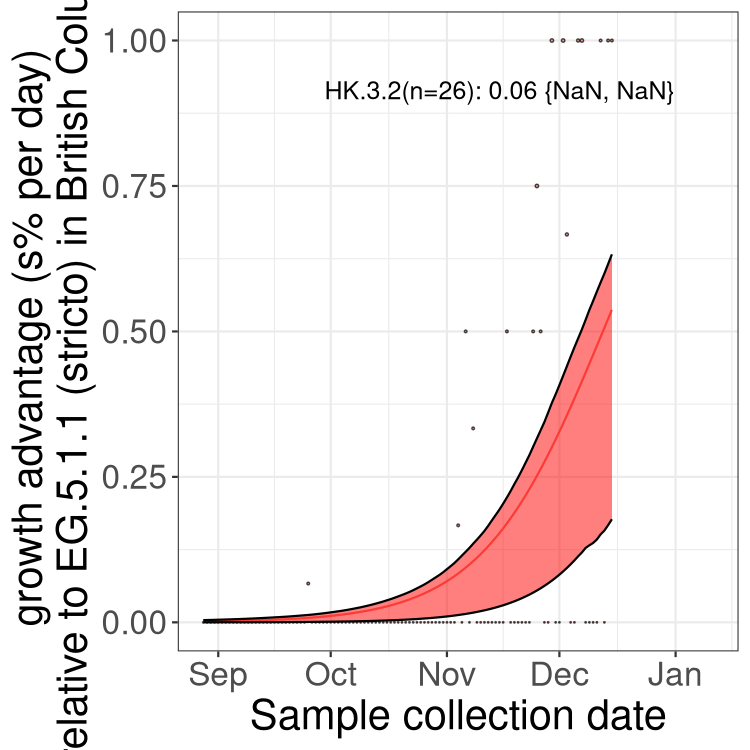 growth advantage (s% per day)
relative to EG.5.1.1 (stricto) in British Colu
1.00
0.75
0.50
0.25
0.00
HK.3.2(n=26): 0.06 {NaN, NaN}
Sep Oct Nov Dec Jan
Sample collection date